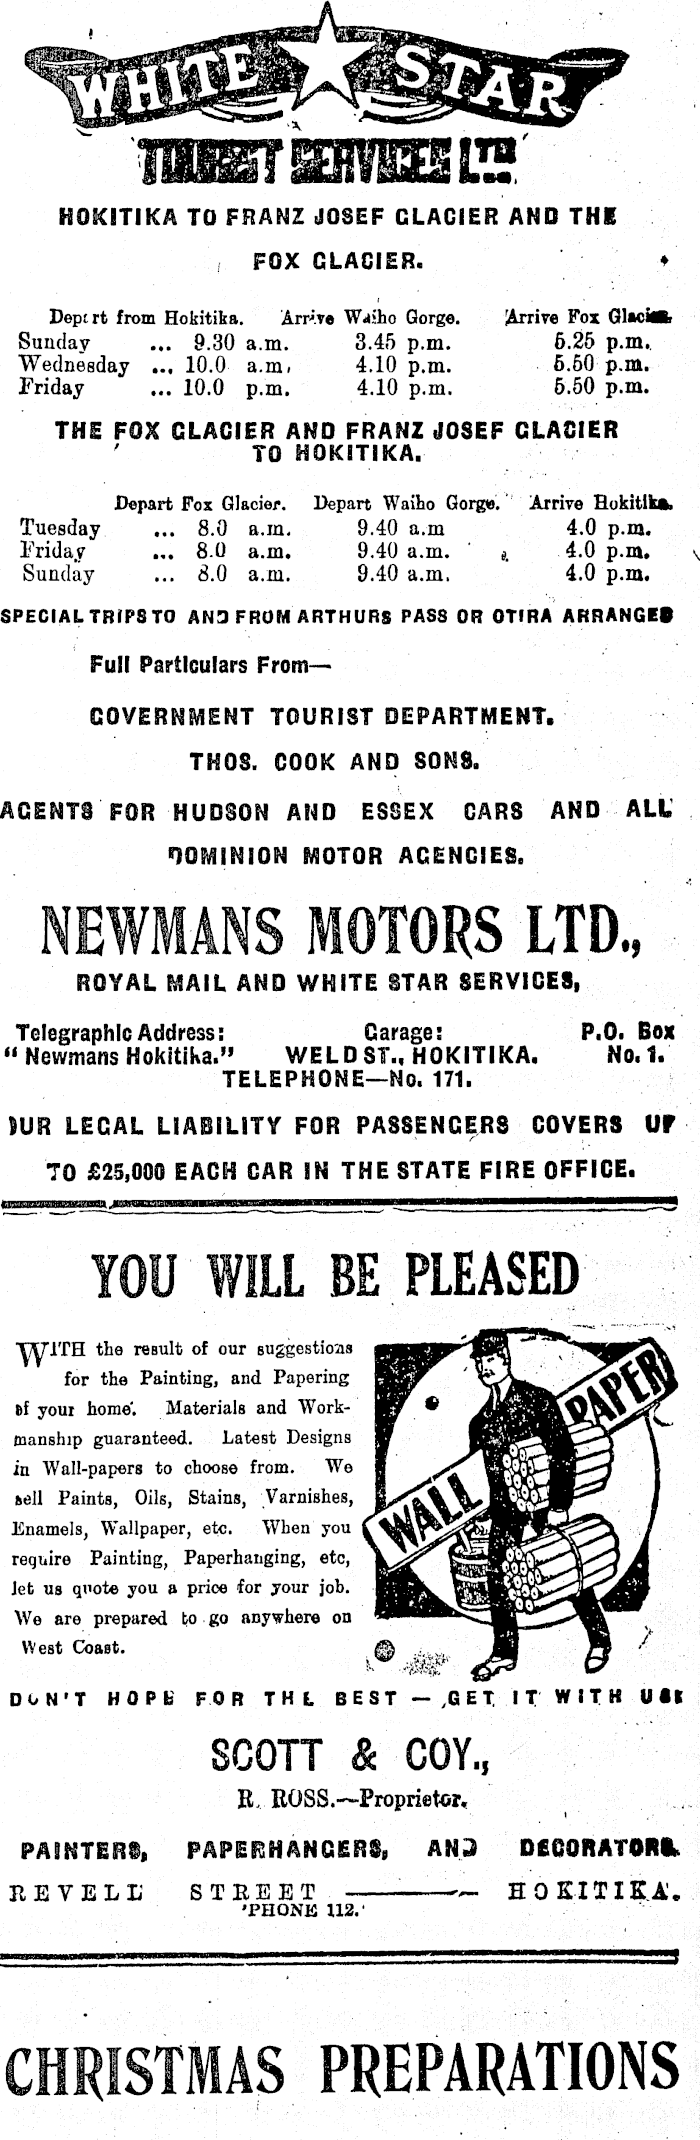 WHITE STAR
TOURIST SERVICES LTD.
HOKITIKA TO FRANZ JOSEF GLACIER AND THE
FOX GLACIER.
Depart from Hokitika. Arrive Waiho Gorge. Arrive Fox Glacier.
Sunday ... 9.30 a.m. 3.45 p.m. 5.25 p.m.
Wednesday ... 10.0 a.m. 4.10 p.m. 5.50 p.m.
Friday ... 10.0 p.m. 4.10 p.m. 5.50 p.m.
THE FOX GLACIER AND FRANZ JOSEF GLACIER
TO HOKITIKA.
Depart Fox Glacier. Depart Waiho Gorge. Arrive Hokitika.
Tuesday ... 8.0 a.m. 9.40 a.m 4.0 p.m.
Friday ... 8.0 a.m. 9.40 a.m. 4.0 p.m.
Sunday ... 8.0 a.m. 9.40 a.m. 4.0 p.m.
SPECIAL TRIPS TO AND FROM ARTHURS PASS OR OTIRA ARRANGED
Full Particulars From—
GOVERNMENT TOURIST DEPARTMENT.
THOS. COOK AND SONS.
AGENTS FOR HUDSON AND ESSEX CARS AND ALL
DOMINION MOTOR AGENCIES.
NEWMANS MOTORS LTD.,
ROYAL MAIL AND WHITE STAR SERVICES,
Telegraphic Address: Garage: P.O. Box
"Newmans Hokitika." WELD ST., HOKITIKA. No. 1.
TELEPHONE—No. 171.
OUR LEGAL LIABILITY FOR PASSENGERS COVERS UP
TO £25,000 EACH CAR IN THE STATE FIRE OFFICE.
YOU WILL BE PLEASED
WITH the result of our suggestions
for the Painting, and Papering
of your home. Materials and Work-
manship guaranteed. Latest Designs
in Wall-papers to choose from. We
sell Paints, Oils, Stains, Varnishes,
Enamels, Wallpaper, etc. When you
require Painting, Paperhanging, etc,
let us quote you a price for your job.
We are prepared to go anywhere on
West Coast.
WALL PAPER
DON'T HOPE FOR THE BEST — GET IT WITH US!
SCOTT & COY.,
R. ROSS.—Proprietor.
PAINTERS, PAPERHANGERS, AND DECORATORS.
REVELL STREET ——— HOKITIKA.
'PHONE 112.
CHRISTMAS PREPARATIONS